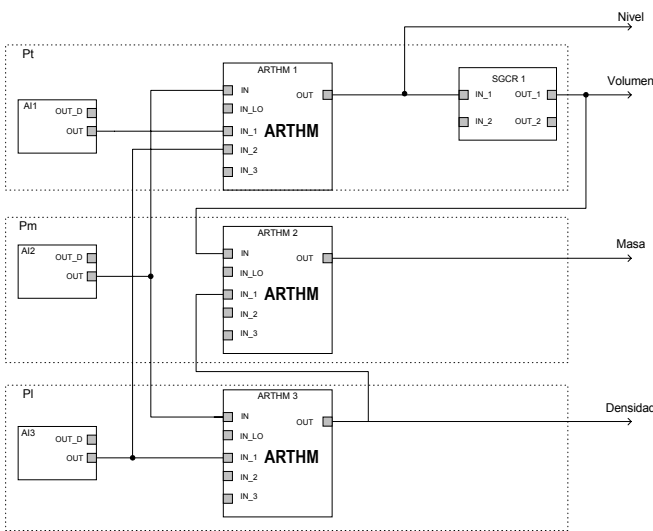 Nivel
Pt
ARTHM 1
SGCR 1
Volumen
IN
OUT
IN_1
OUT_1
AI1
OUT_D
IN_LO
OUT
IN_1
ARTHM
IN_2
OUT_2
IN_2
IN_3
Pm
ARTHM 2
AI2
OUT_D
IN
OUT
Masa
OUT
IN_LO
IN_1
ARTHM
IN_2
IN_3
Pl
ARTHM 3
Densidad
IN
OUT
AI3
OUT_D
IN_LO
OUT
IN_1
ARTHM
IN_2
IN_3